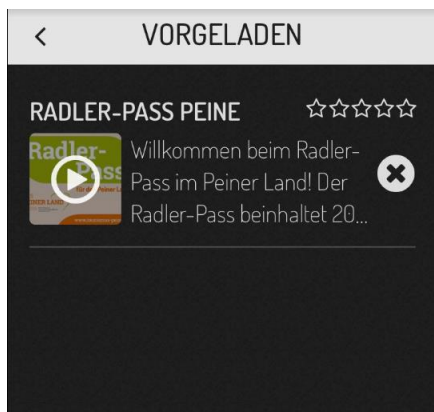 VORGELADEN
RADLER-PASS PEINE
Radler-
Pass
Willkommen beim Radler-
Pass im Peiner Land! Der
Radler-Pass beinhaltet 20...